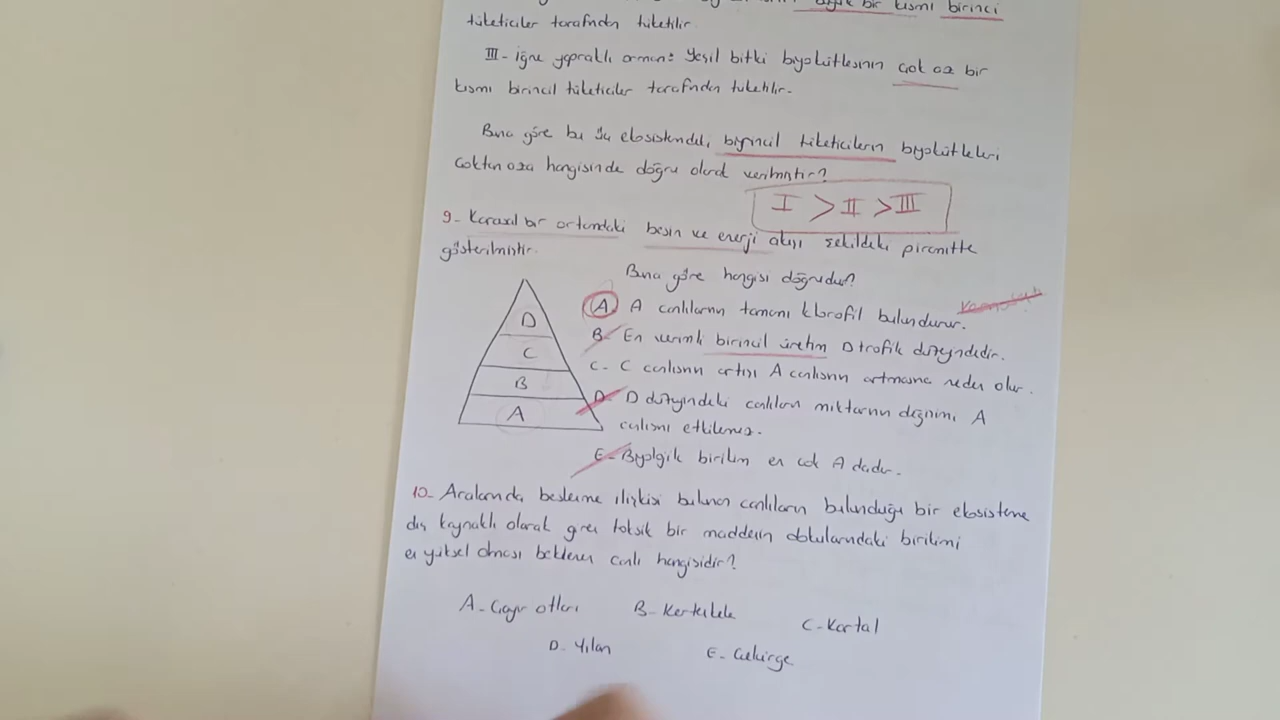 bir kısmı birinci
tüketiciler tarafından tüketilir.
III- iğne yapraklı orman: Yeşil bitki biyokütlesinin çok az bir
kısmı birincil tüketiciler tarafından tüketilir.
Buna göre bu üç ekosistemdeki birincil tüketicilerin biyokütleleri
çoktan aza hangisinde doğru olarak verilmiştir?
I > II > III
9- Karasal bir ortamdaki besin ve enerji akışı şekildeki piramitte
gösterilmiştir.
Buna göre hangisi doğrudur?
D
C
B
A
A. A canlılarının tamamı klorofil bulundurur.
B- En verimli birincil üretim D trofik düzeyindedir.
C- C canlısının artışı A canlısının artmasına neden olur.
D- D düzeyindeki canlıların miktarının değişimi A
canlısını etkilemez.
E- Biyolojik birikim en çok A dadır.
10- Aralarında beslenme ilişkisi bulunan canlıların bulunduğu bir ekosisteme
dış kaynaklı olarak giren toksik bir maddenin dokularındaki birikimi
en yüksek olması beklenen canlı hangisidir?
A- Çayır otları
B- Kertenkele
C- Kartal
D- Yılan
E- Çekirge